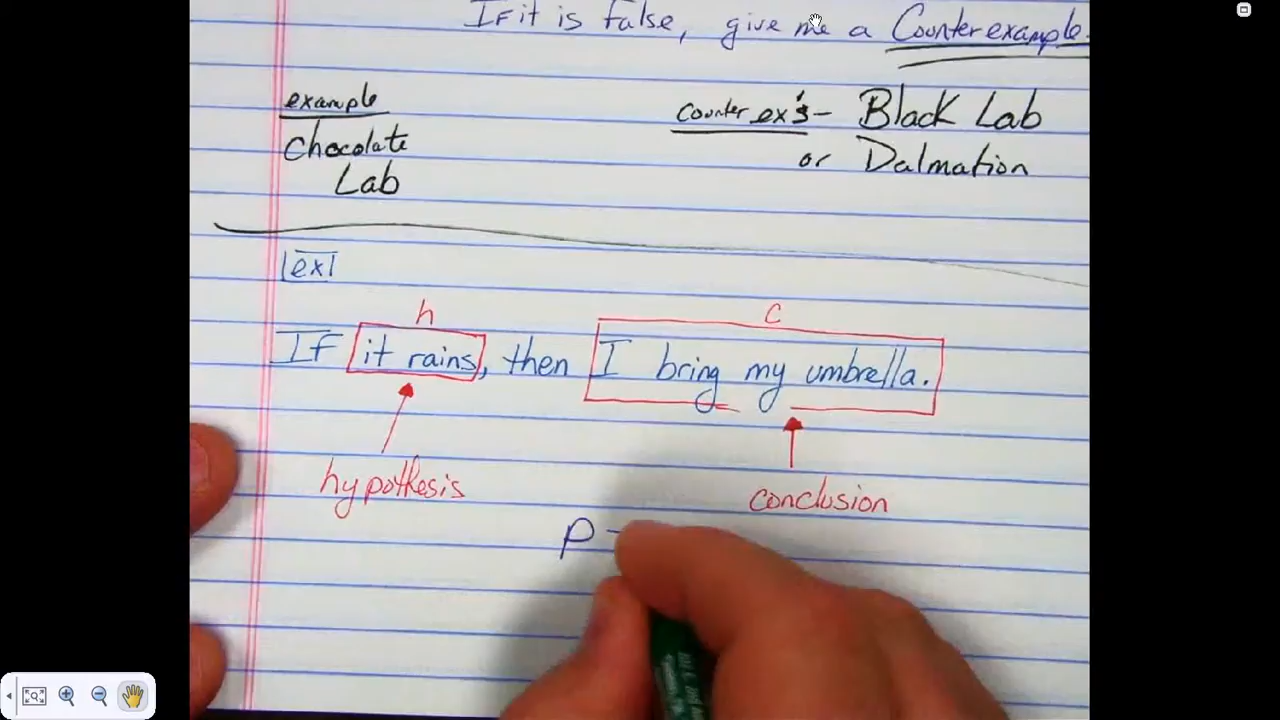 If it is false, give me a Counterexample.
example
counter ex's - Black Lab
Chocolate
or Dalmation
Lab
ex
h
c
If it rains, then I bring my umbrella.
hypothesis
conclusion
P